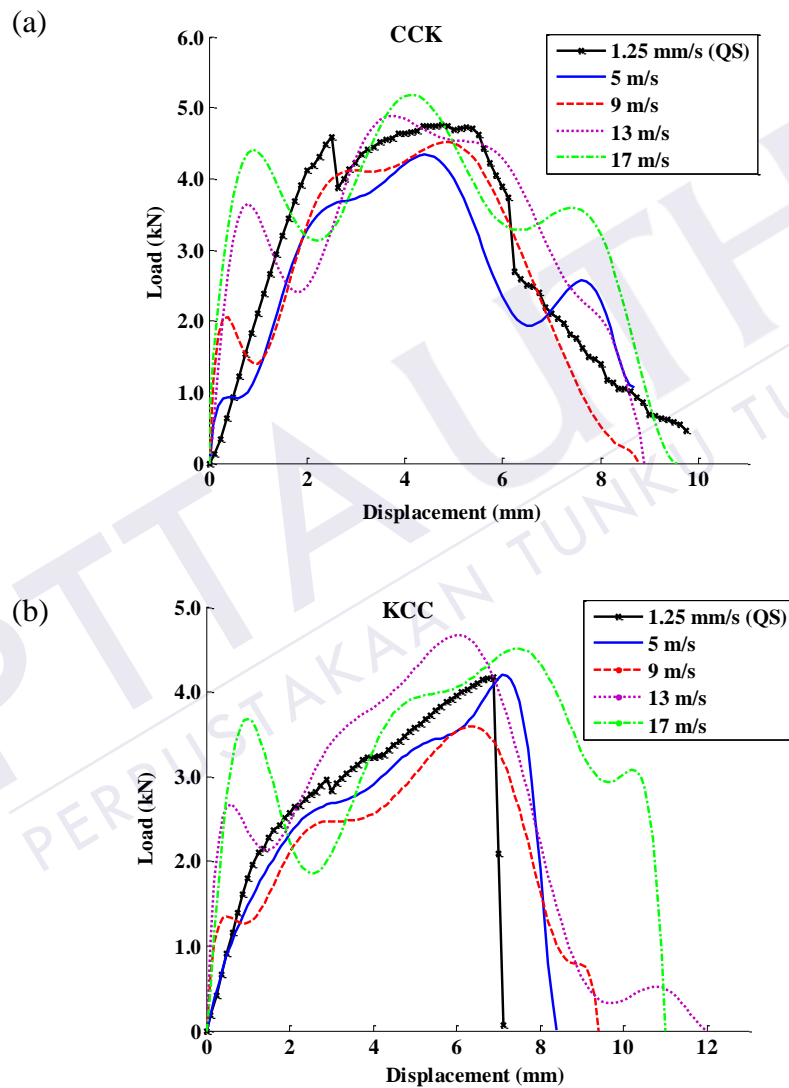 (a)
CCK
6.0
5.0
4.0
3.0
2.0
1.0
0
Load (kN)
1.25 mm/s (QS)
5 m/s
9 m/s
13 m/s
17 m/s
0 2 4 6 8 10
Displacement (mm)
(b)
KCC
5.0
4.0
3.0
2.0
1.0
0
Load (kN)
1.25 mm/s (QS)
5 m/s
9 m/s
13 m/s
17 m/s
0 2 4 6 8 10 12
Displacement (mm)
PTTA UTH
PERPUSTAKAAN TUNKU TU